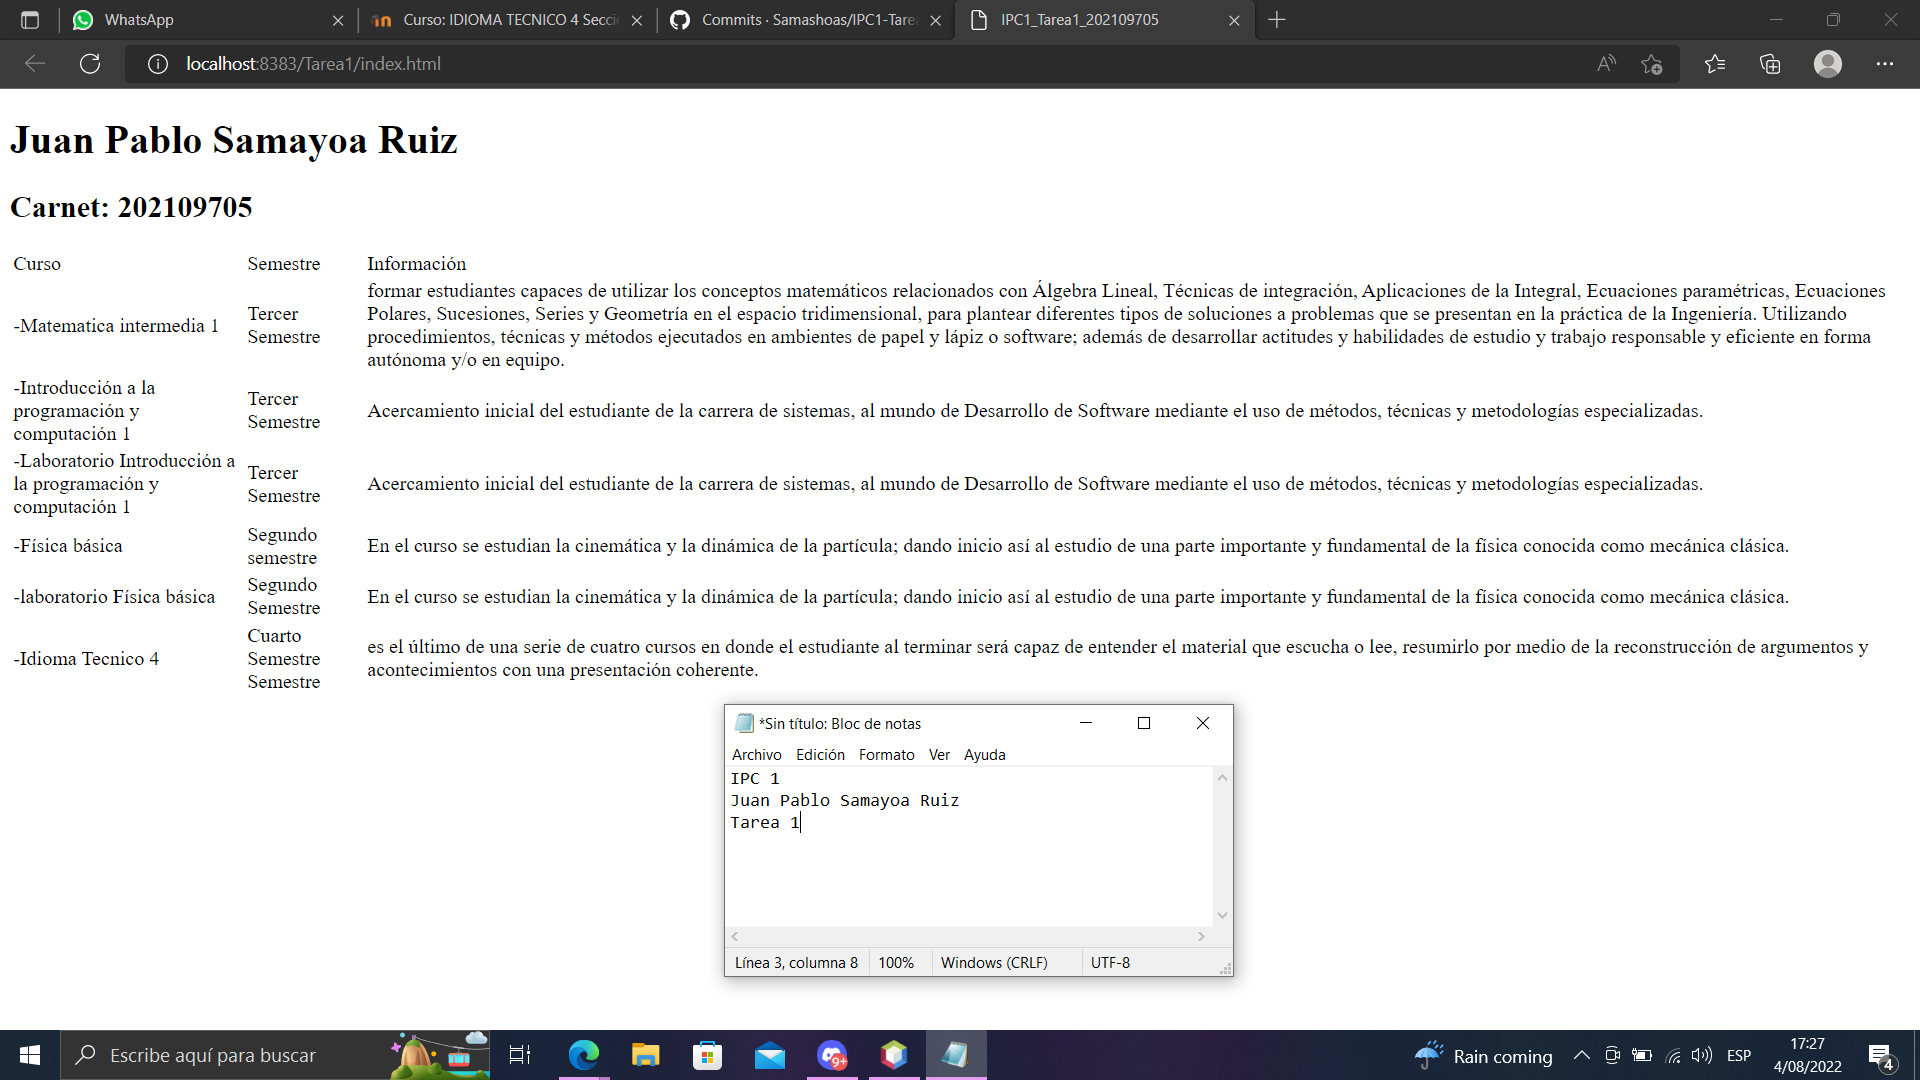 WhatsApp
Curso: IDIOMA TECNICO 4 Secci
Commits · Samashoas/IPC1-Tare
IPC1_Tarea1_202109705
localhost:8383/Tarea1/index.html
Juan Pablo Samayoa Ruiz
Carnet: 202109705
Curso Semestre Información
-Matematica intermedia 1
Tercer
Semestre
formar estudiantes capaces de utilizar los conceptos matemáticos relacionados con Álgebra Lineal, Técnicas de integración, Aplicaciones de la Integral, Ecuaciones paramétricas, Ecuaciones
Polares, Sucesiones, Series y Geometría en el espacio tridimensional, para plantear diferentes tipos de soluciones a problemas que se presentan en la práctica de la Ingeniería. Utilizando
procedimientos, técnicas y métodos ejecutados en ambientes de papel y lápiz o software; además de desarrollar actitudes y habilidades de estudio y trabajo responsable y eficiente en forma
autónoma y/o en equipo.
-Introducción a la
programación y
computación 1
Tercer
Semestre
Acercamiento inicial del estudiante de la carrera de sistemas, al mundo de Desarrollo de Software mediante el uso de métodos, técnicas y metodologías especializadas.
-Laboratorio Introducción a
la programación y
computación 1
Tercer
Semestre
Acercamiento inicial del estudiante de la carrera de sistemas, al mundo de Desarrollo de Software mediante el uso de métodos, técnicas y metodologías especializadas.
-Física básica
Segundo
semestre
En el curso se estudian la cinemática y la dinámica de la partícula; dando inicio así al estudio de una parte importante y fundamental de la física conocida como mecánica clásica.
-laboratorio Física básica
Segundo
Semestre
En el curso se estudian la cinemática y la dinámica de la partícula; dando inicio así al estudio de una parte importante y fundamental de la física conocida como mecánica clásica.
-Idioma Tecnico 4
Cuarto
Semestre
Semestre
es el último de una serie de cuatro cursos en donde el estudiante al terminar será capaz de entender el material que escucha o lee, resumirlo por medio de la reconstrucción de argumentos y
acontecimientos con una presentación coherente.
*Sin título: Bloc de notas
Archivo Edición Formato Ver Ayuda
IPC 1
Juan Pablo Samayoa Ruiz
Tarea 1
Línea 3, columna 8 100% Windows (CRLF) UTF-8
Escribe aquí para buscar
9+
Rain coming
ESP
17:27
4/08/2022
4